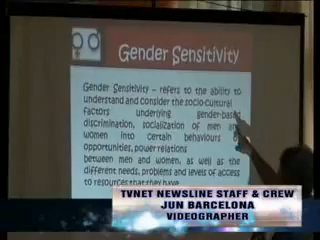 Gender Sensitivity
Gender Sensitivity – refers to the ability to
understand and consider the socio-cultural
factors underlying gender-based
discrimination, socialization of men and
women into certain behaviours
opportunities, power relations
between men and women, as well as the
different needs, problems and levels of access
to resources that they have
TVNET NEWSLINE STAFF & CREW
JUN BARCELONA
VIDEOGRAPHER